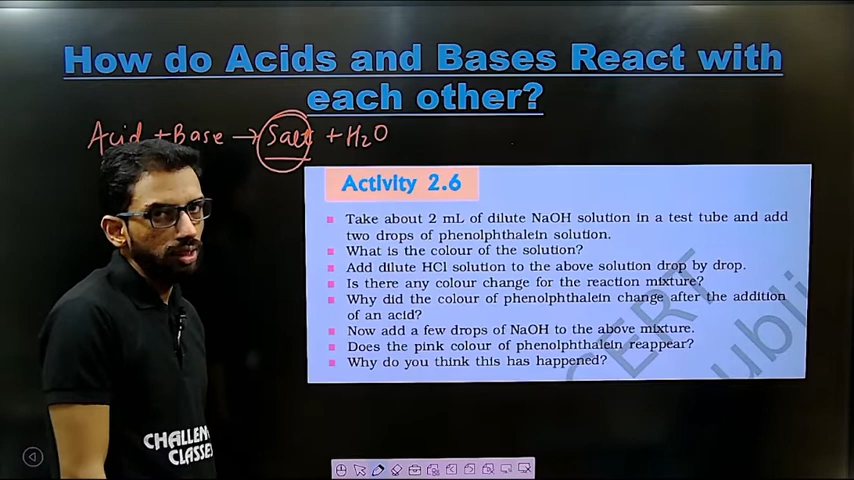 How do Acids and Bases React with
each other?
Acid + Base → Salt + H₂O
Activity 2.6
Take about 2 mL of dilute NaOH solution in a test tube and add
two drops of phenolphthalein solution.
What is the colour of the solution?
Add dilute HCl solution to the above solution drop by drop.
Is there any colour change for the reaction mixture?
Why did the colour of phenolphthalein change after the addition
of an acid?
Now add a few drops of NaOH to the above mixture.
Does the pink colour of phenolphthalein reappear?
Why do you think this has happened?
CERT
ubli
CHALLEN
CLASSES